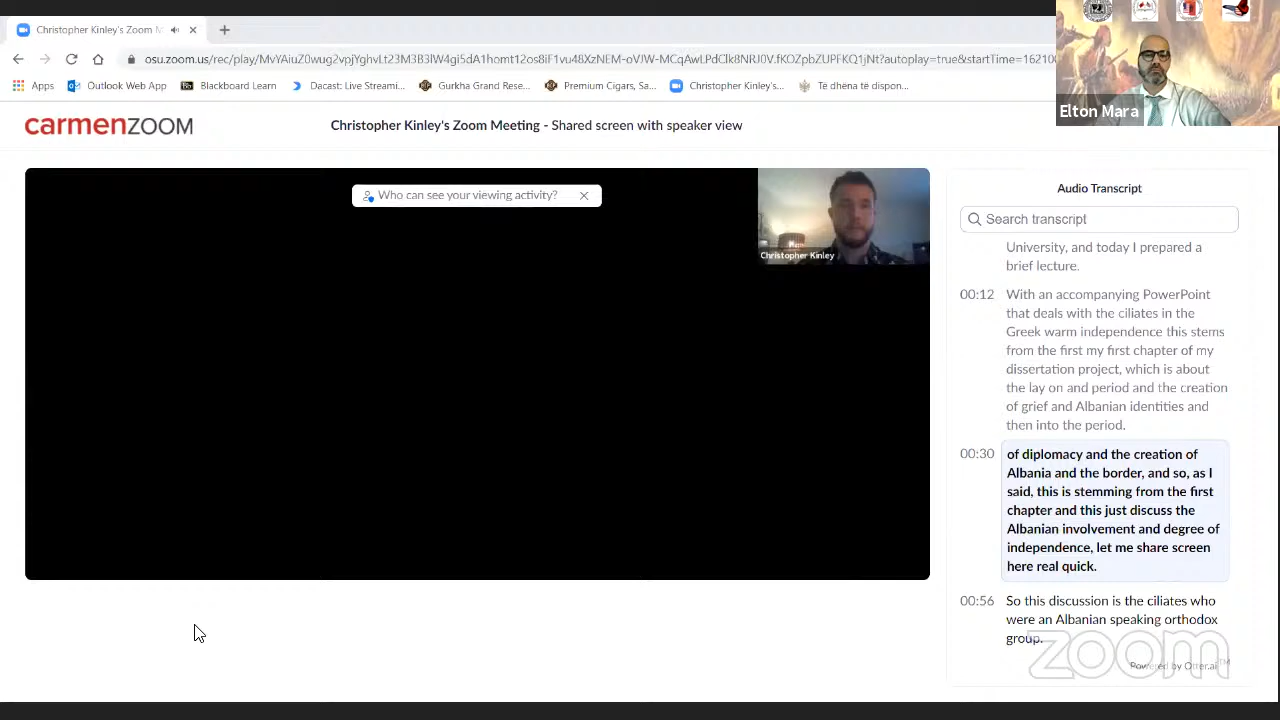 Christopher Kinley's Zoom M
osu.zoom.us/rec/play/
Apps
Outlook Web App
Blackboard Learn
Dacast: Live Streami...
Gurkha Grand Rese...
Premium Cigars, Sa...
Christopher Kinley's...
Të dhëna të dispon...
Elton Mara
carmenZOOM
Christopher Kinley's Zoom Meeting - Shared screen with speaker view
Who can see your viewing activity?
Christopher Kinley
Audio Transcript
Search transcript
University, and today I prepared a
brief lecture.
00:12 With an accompanying PowerPoint
that deals with the ciliates in the
Greek warm independence this stems
from the first my first chapter of my
dissertation project, which is about
the lay on and period and the creation
of grief and Albanian identities and
then into the period.
00:30 of diplomacy and the creation of
Albania and the border, and so, as I
said, this is stemming from the first
chapter and this just discuss the
Albanian involvement and degree of
independence, let me share screen
here real quick.
00:56 So this discussion is the ciliates who
were an Albanian speaking orthodox
group.
zoom
Powered by Otter.ai™